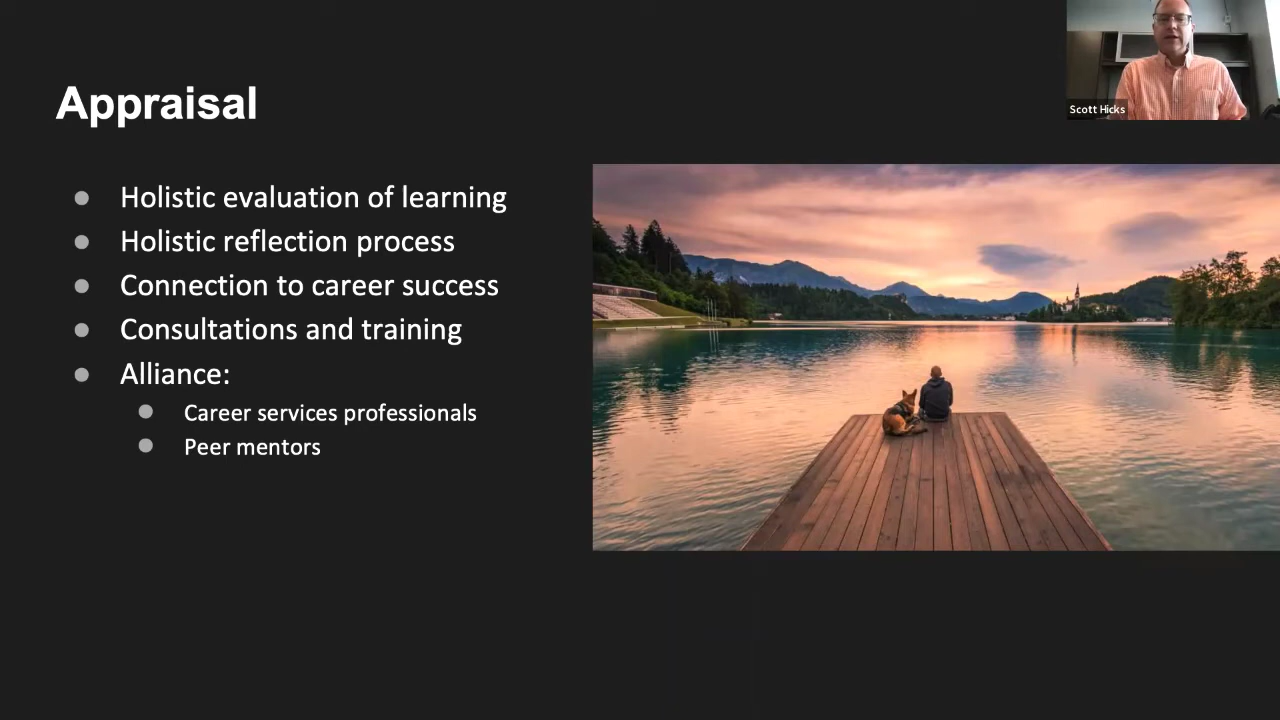 Appraisal
Scott Hicks
● Holistic evaluation of learning
● Holistic reflection process
● Connection to career success
● Consultations and training
● Alliance:
● Career services professionals
● Peer mentors